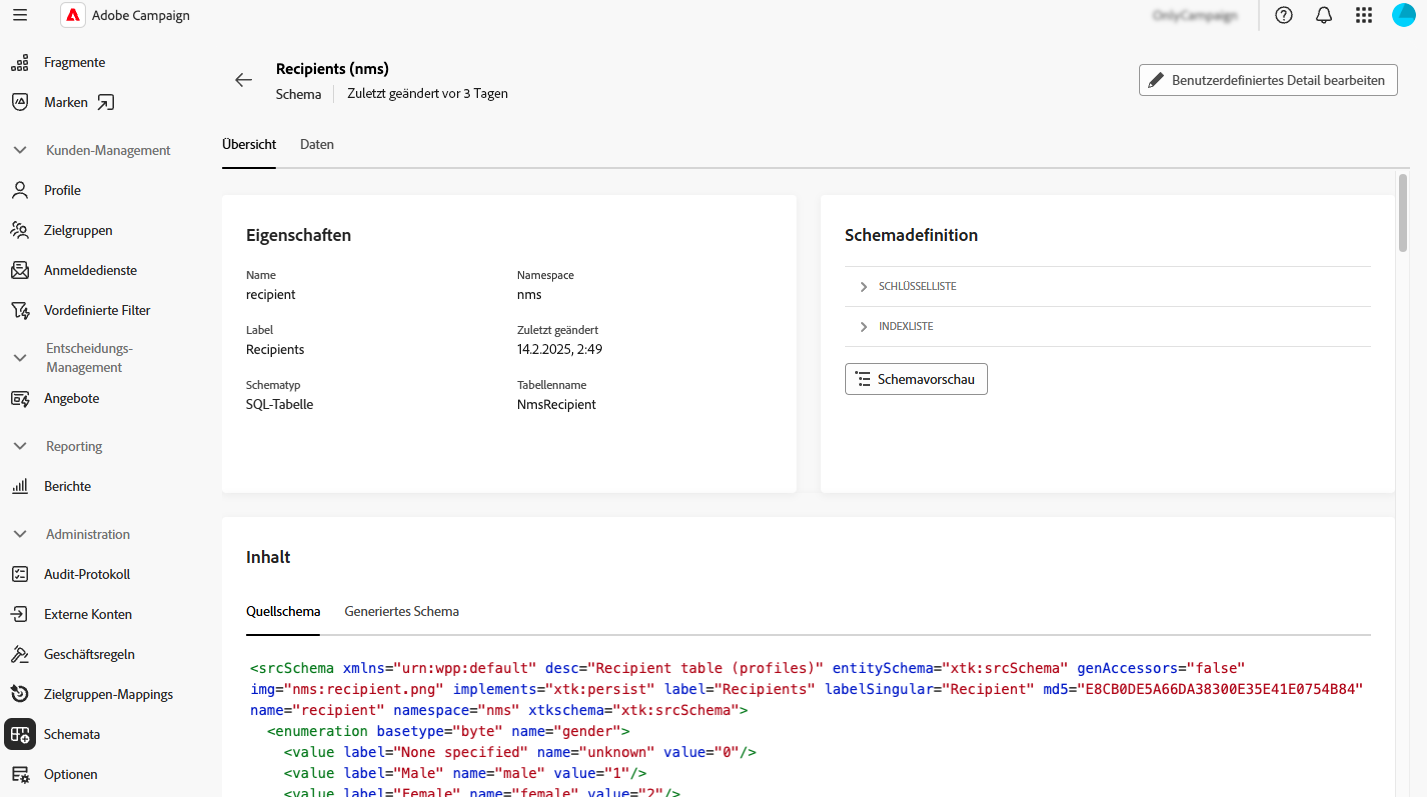 Adobe Campaign
OnlyCampaign
Fragmente
Marken
Kunden-Management
Profile
Zielgruppen
Anmeldedienste
Vordefinierte Filter
Entscheidungs-
Management
Angebote
Reporting
Berichte
Administration
Audit-Protokoll
Externe Konten
Geschäftsregeln
Zielgruppen-Mappings
Schemata
Optionen
Recipients (nms)
Schema
Zuletzt geändert vor 3 Tagen
Benutzerdefiniertes Detail bearbeiten
Übersicht
Daten
Eigenschaften
Name
recipient
Namespace
nms
Label
Recipients
Zuletzt geändert
14.2.2025, 2:49
Schematyp
SQL-Tabelle
Tabellenname
NmsRecipient
Schemadefinition
SCHLÜSSELLISTE
INDEXLISTE
Schemavorschau
Inhalt
Quellschema
Generiertes Schema
<srcSchema xmlns="urn:wpp:default" desc="Recipient table (profiles)" entitySchema="xtk:srcSchema" genAccessors="false"
img="nms:recipient.png" implements="xtk:persist" label="Recipients" labelSingular="Recipient" md5="E8CB0DE5A66DA38300E35E41E0754B84"
name="recipient" namespace="nms" xtkschema="xtk:srcSchema">
<enumeration basetype="byte" name="gender">
<value label="None specified" name="unknown" value="0"/>
<value label="Male" name="male" value="1"/>
<value label="Female" name="female" value="2"/>